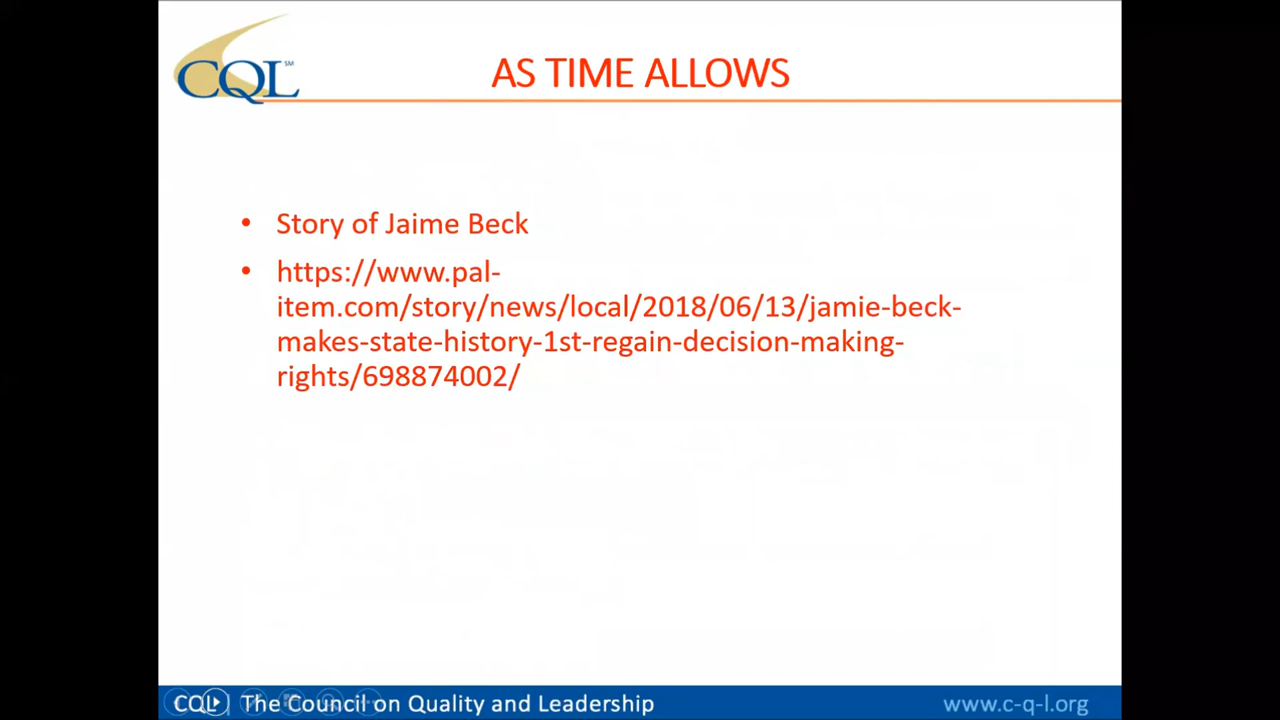 CQL SM
AS TIME ALLOWS
• Story of Jaime Beck
• https://www.pal-
item.com/story/news/local/2018/06/13/jamie-beck-
makes-state-history-1st-regain-decision-making-
rights/698874002/
CQL | The Council on Quality and Leadership
www.c-q-l.org